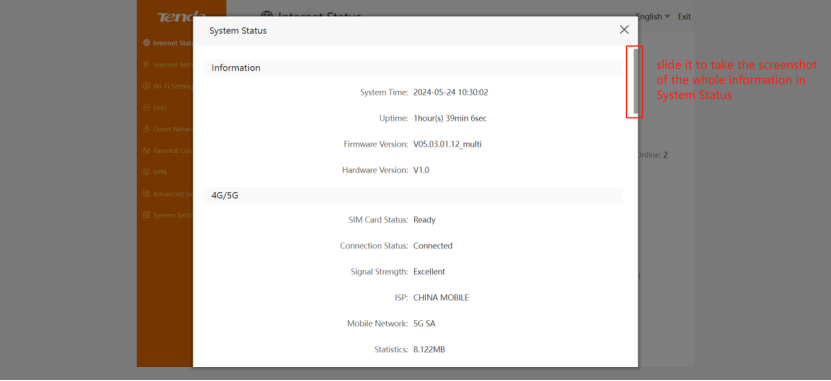 Tenda
Internet Status
English
Exit
System Status
Internet Status
Internet Setti
Wi-Fi Setting
SMS
Guest Networ
Parental Con
VPN
Advanced Se
System Setti
Information
System Time: 2024-05-24 10:30:02
Uptime: 1hour(s) 39min 6sec
Firmware Version: V05.03.01.12_multi
Hardware Version: V1.0
4G/5G
SIM Card Status: Ready
Connection Status: Connected
Signal Strength: Excellent
ISP: CHINA MOBILE
Mobile Network: 5G SA
Statistics: 8.122MB
Online: 2
slide it to take the screenshot
of the whole information in
System Status